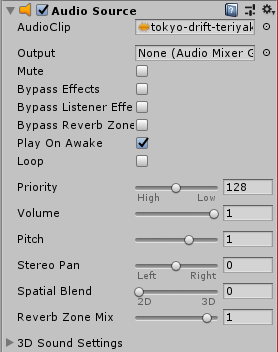 Audio Source
AudioClip tokyo-drift-teriyak
Output None (Audio Mixer G
Mute
Bypass Effects
Bypass Listener Effe
Bypass Reverb Zone
Play On Awake
Loop
Priority 128
High Low
Volume 1
Pitch 1
Stereo Pan 0
Left Right
Spatial Blend 0
2D 3D
Reverb Zone Mix 1
3D Sound Settings